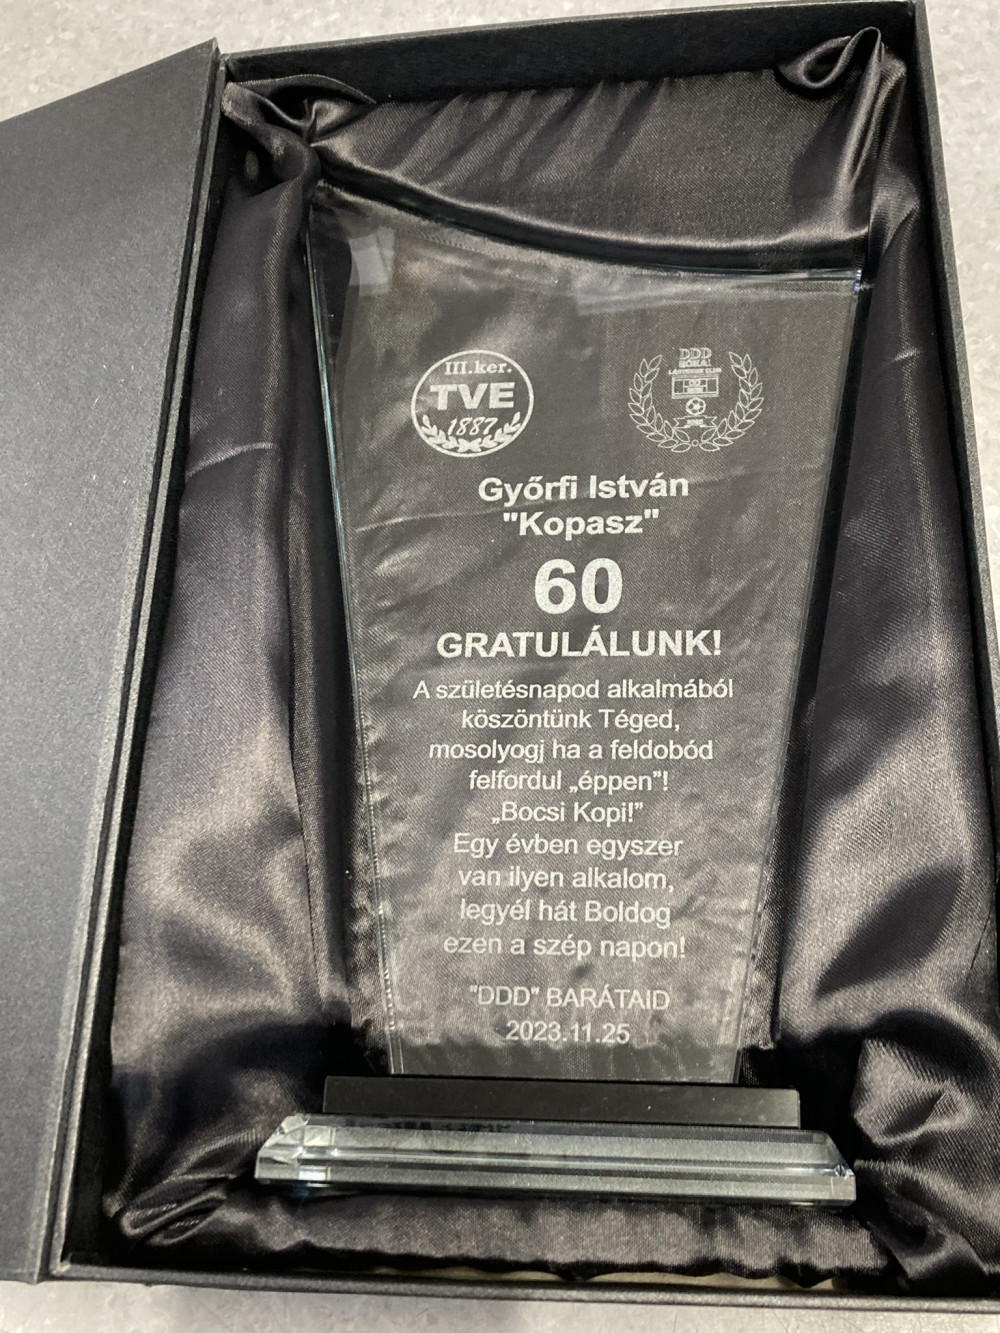 III.ker.
TVE
1887
DDD
Győrfi István
"Kopasz"
60
GRATULÁLUNK!
A születésnapod alkalmából
köszöntünk Téged,
mosolyogj ha a feldobód
felfordul „éppen”!
„Bocsi Kopi!”
Egy évben egyszer
van ilyen alkalom,
legyél hát Boldog
ezen a szép napon!
"DDD" BARÁTAID
2023.11.25